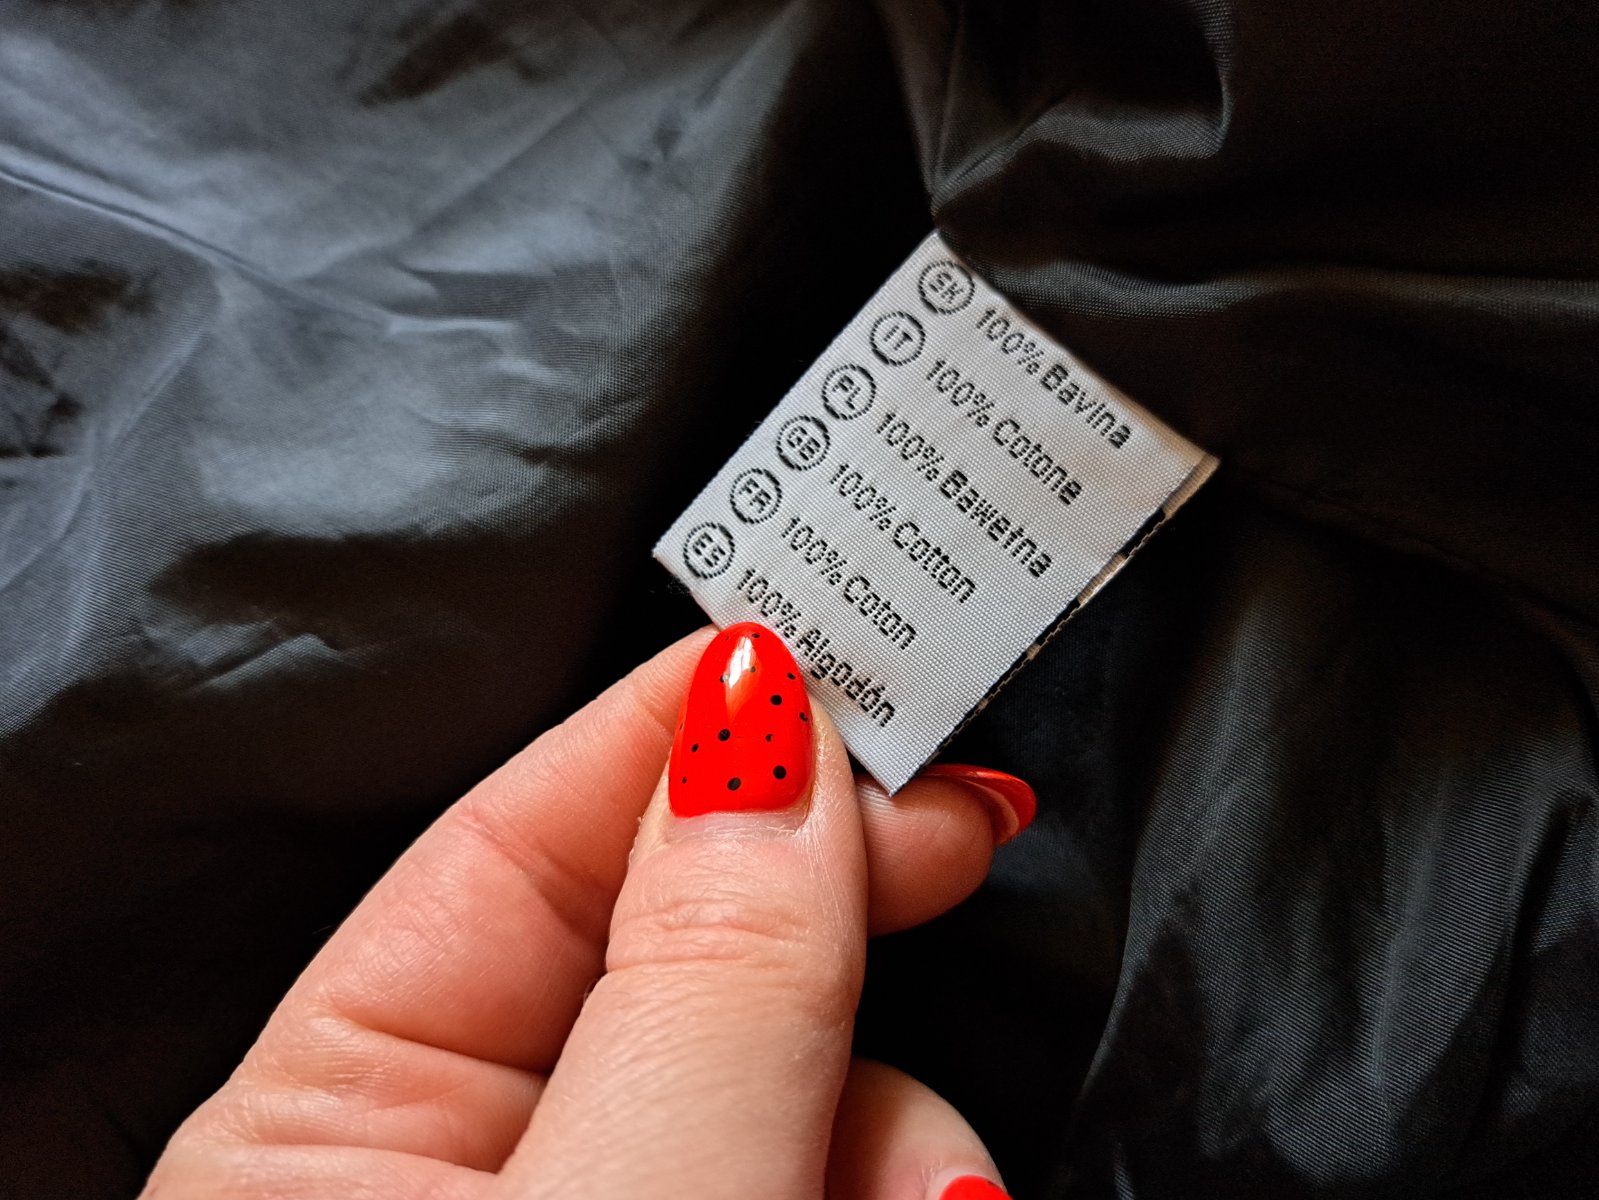 SK 100% Bavlna
IT 100% Cotone
PL 100% Bawełna
GB 100% Cotton
FR 100% Coton
ES 100% Algodón